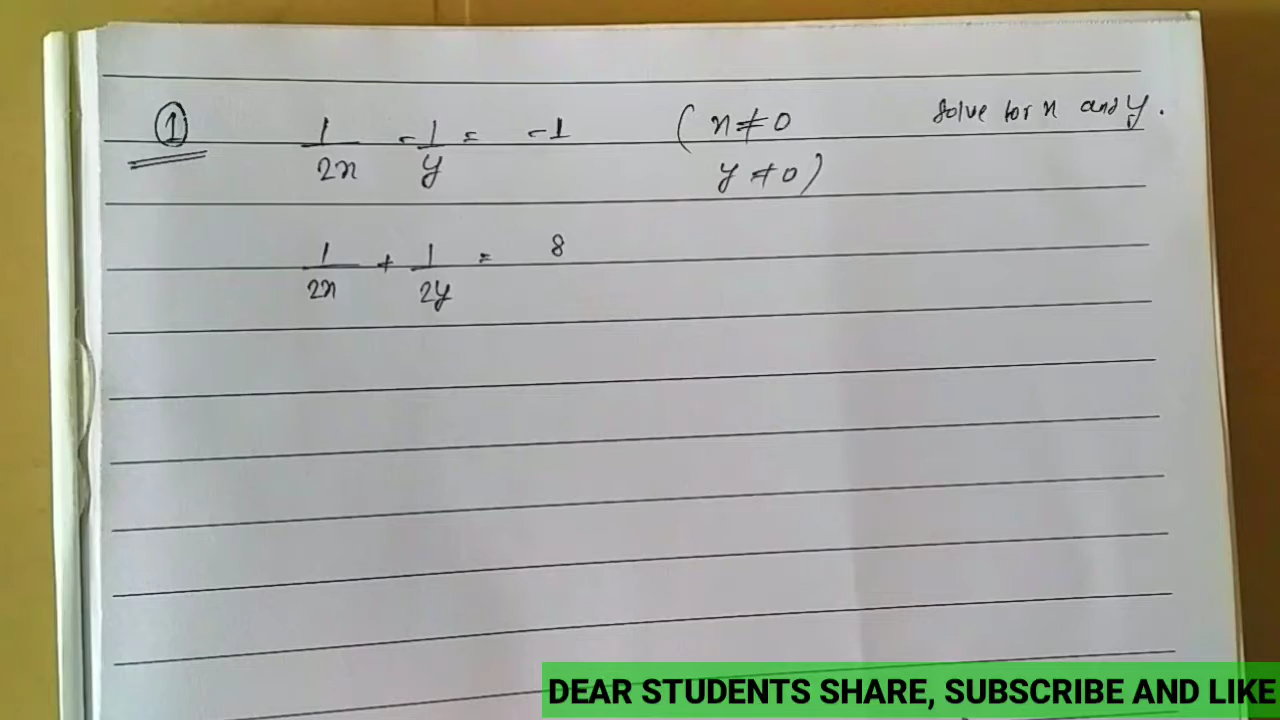 ① 1/2x - 1/y = -1 (x ≠ 0 Solve for x and y.
y ≠ 0)
1/2x + 1/2y = 8
DEAR STUDENTS SHARE, SUBSCRIBE AND LIKE